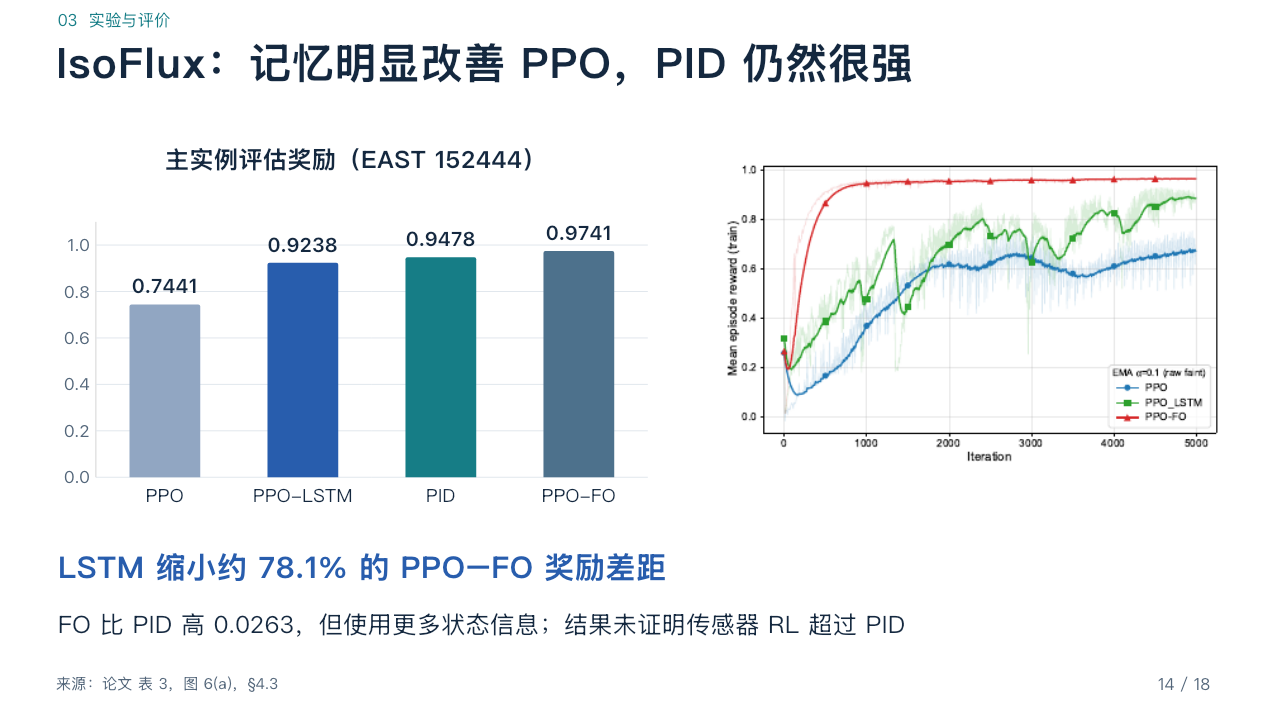 03 实验与评价
IsoFlux：记忆明显改善 PPO，PID 仍然很强
主实例评估奖励（EAST 152444）
1.0
0.8
0.6
0.4
0.2
0.0
0.7441
0.9238
0.9478
0.9741
PPO
PPO–LSTM
PID
PPO–FO
Mean episode reward (train)
1.0
0.8
0.6
0.4
0.2
0.0
EMA α=0.1 (raw faint)
PPO
PPO_LSTM
PPO-FO
0
1000
2000
3000
4000
5000
Iteration
LSTM 缩小约 78.1% 的 PPO—FO 奖励差距
FO 比 PID 高 0.0263，但使用更多状态信息；结果未证明传感器 RL 超过 PID
来源：论文 表 3，图 6(a)，§4.3
14 / 18